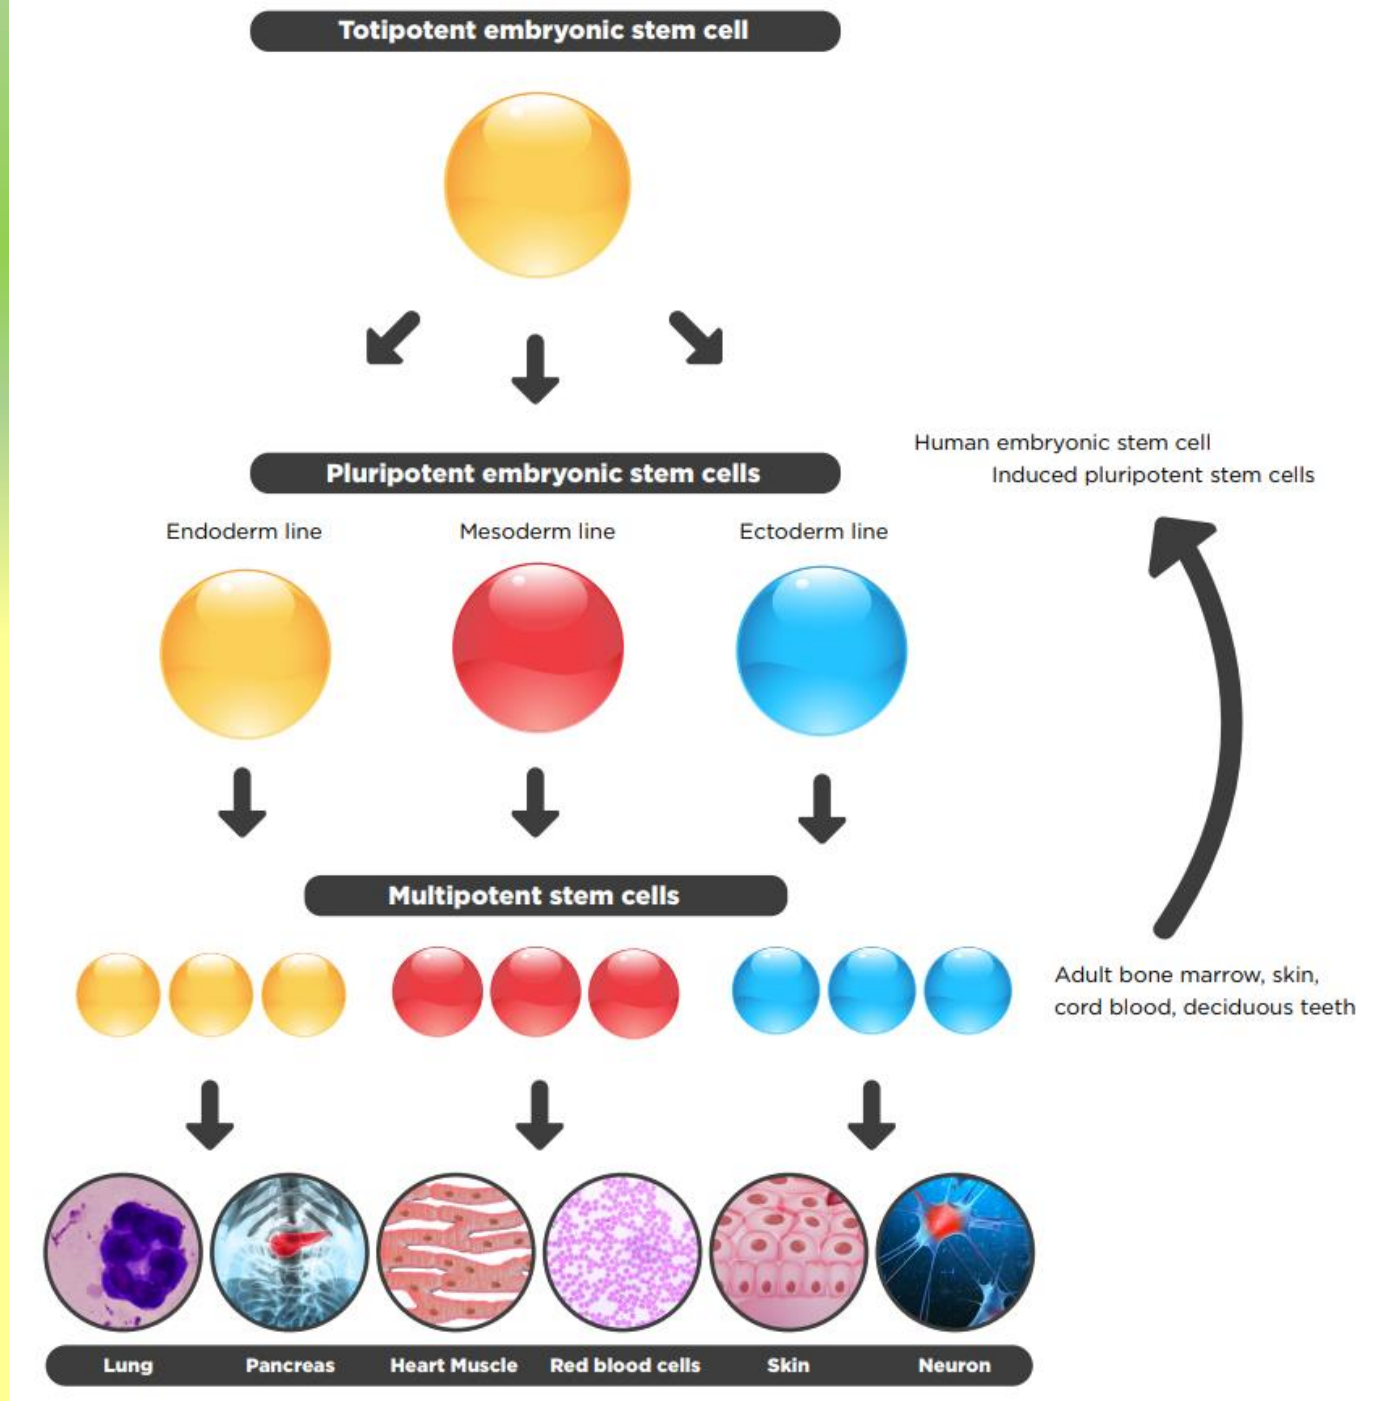 Totipotent embryonic stem cell
Human embryonic stem cell
Induced pluripotent stem cells
Pluripotent embryonic stem cells
Endoderm line
Mesoderm line
Ectoderm line
Multipotent stem cells
Adult bone marrow, skin,
cord blood, deciduous teeth
Lung
Pancreas
Heart Muscle
Red blood cells
Skin
Neuron